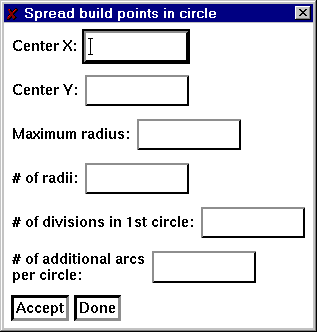 Spread build points in circle
Center X:
Center Y:
Maximum radius:
# of radii:
# of divisions in 1st circle:
# of additional arcs
per circle:
Accept Done